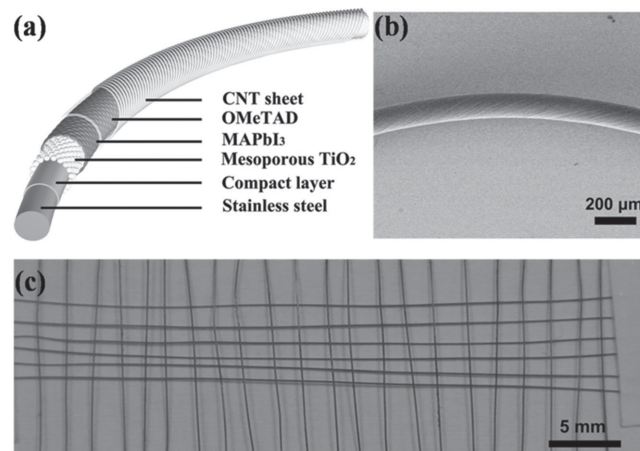 (a)
CNT sheet
OMeTAD
MAPbI₃
Mesoporous TiO₂
Compact layer
Stainless steel
(b)
200 µm
(c)
5 mm